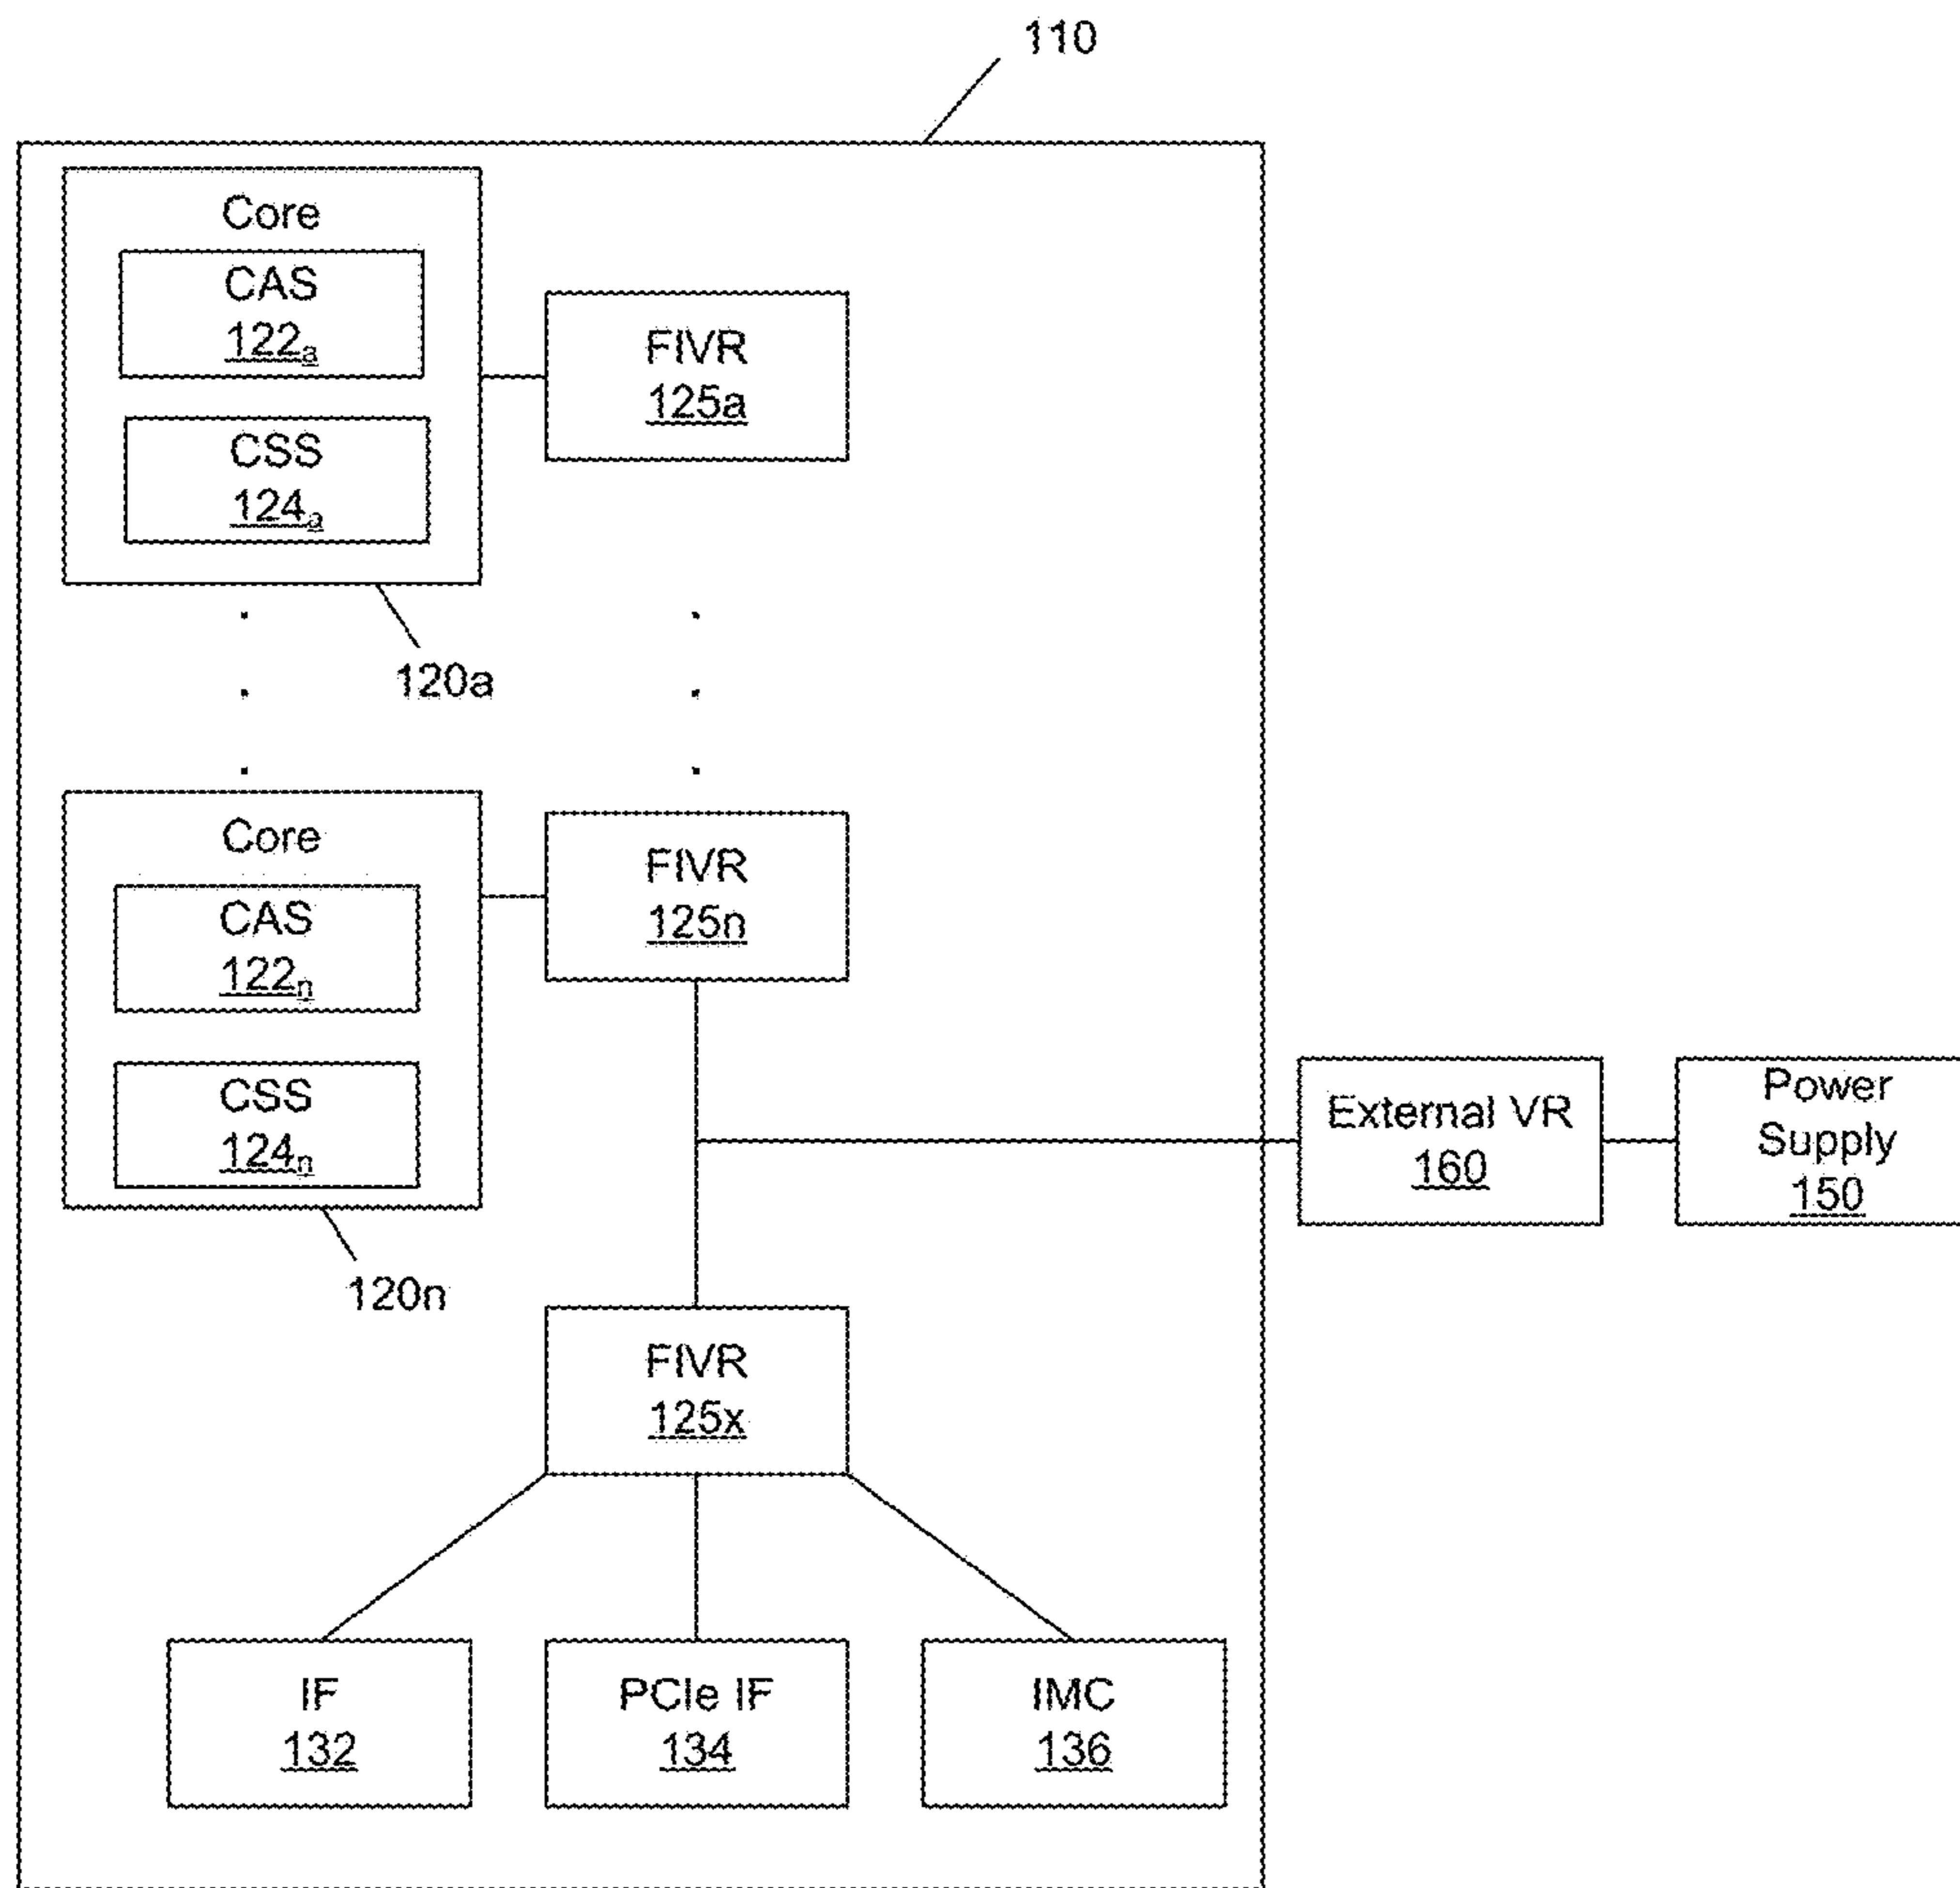 110
Core
CAS
122a
CSS
124a
FIVR
125a
120a
Core
CAS
122n
CSS
124n
FIVR
125n
120n
External VR
160
Power
Supply
150
FIVR
125x
IF
132
PCIe IF
134
IMC
136